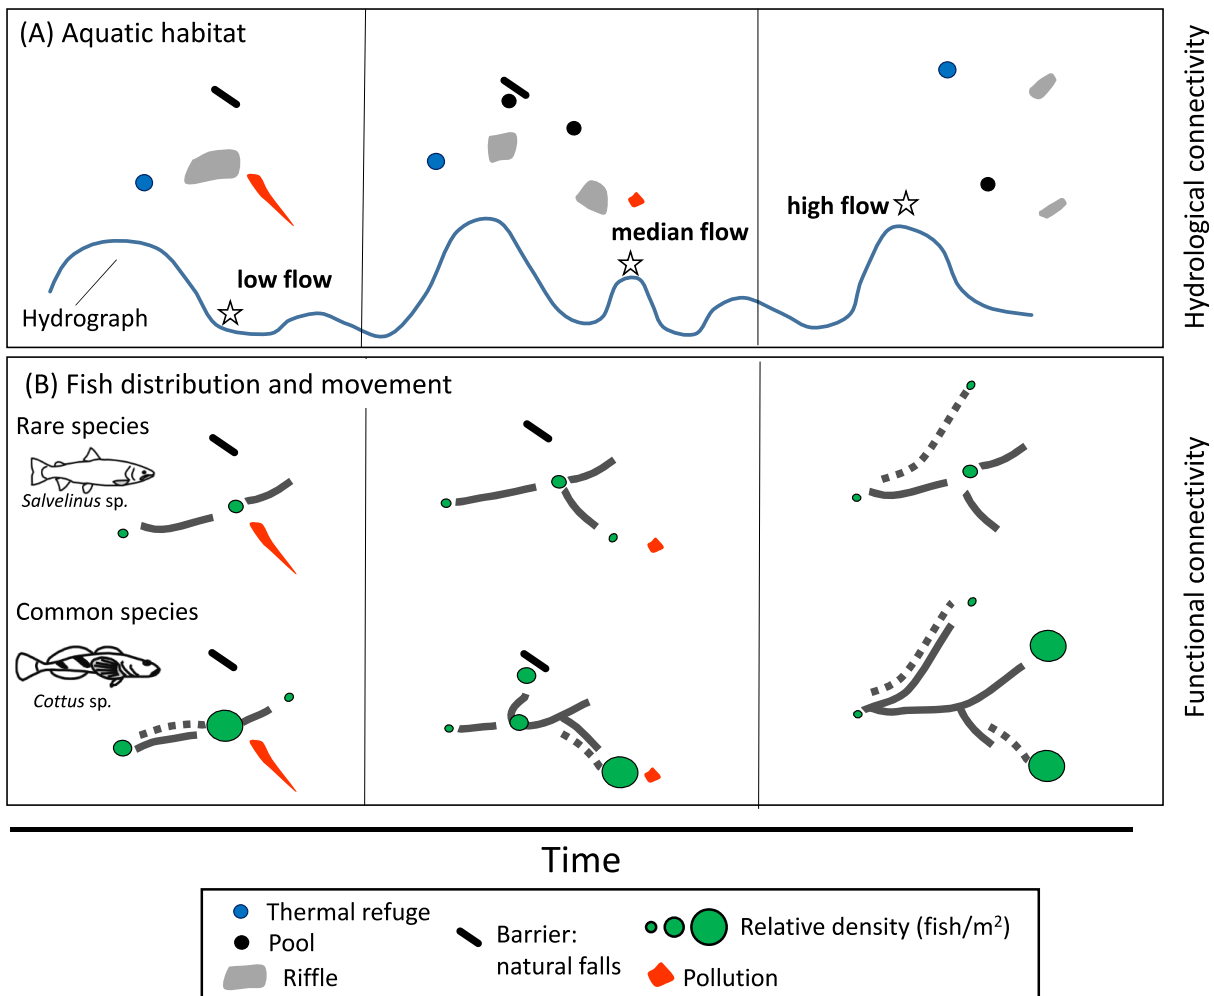 (A) Aquatic habitat
high flow
median flow
low flow
Hydrograph
Hydrological connectivity
(B) Fish distribution and movement
Rare species
Salvelinus sp.
Common species
Cottus sp.
Functional connectivity
Time
Thermal refuge
Pool
Riffle
Barrier:
natural falls
Relative density (fish/m²)
Pollution